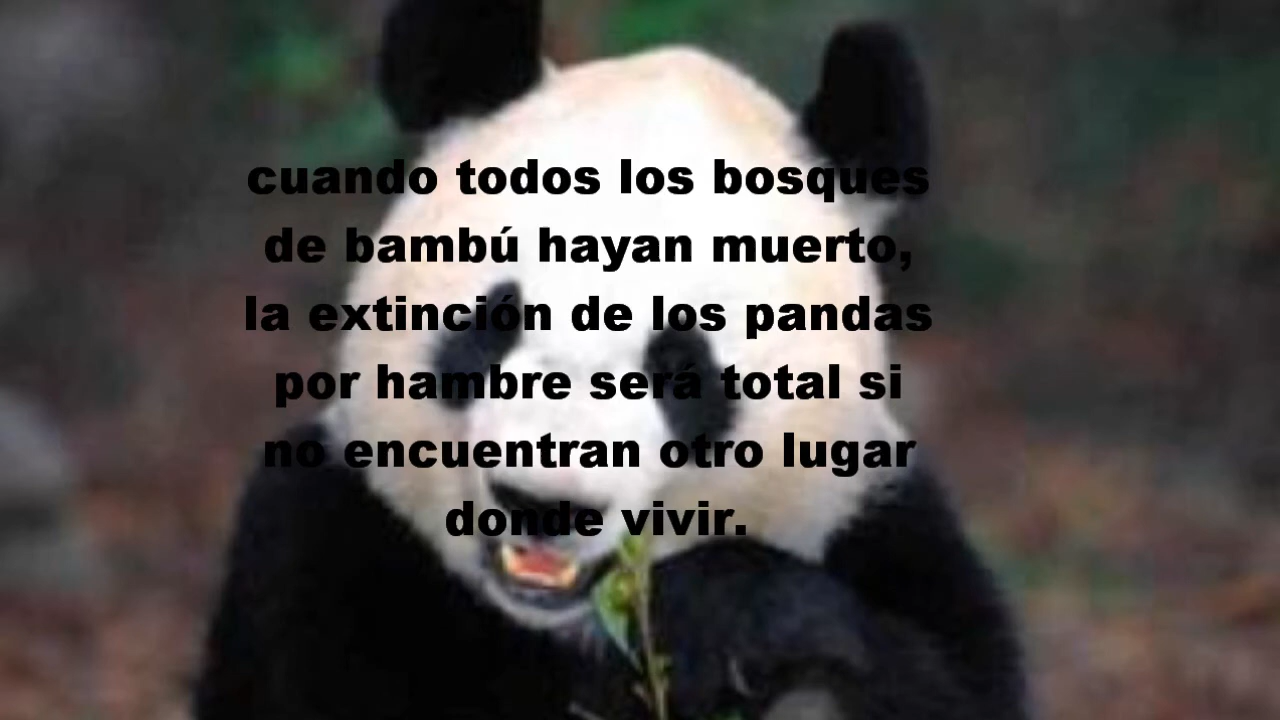 cuando todos los bosques
de bambú hayan muerto,
la extinción de los pandas
por hambre será total si
no encuentran otro lugar
donde vivir.